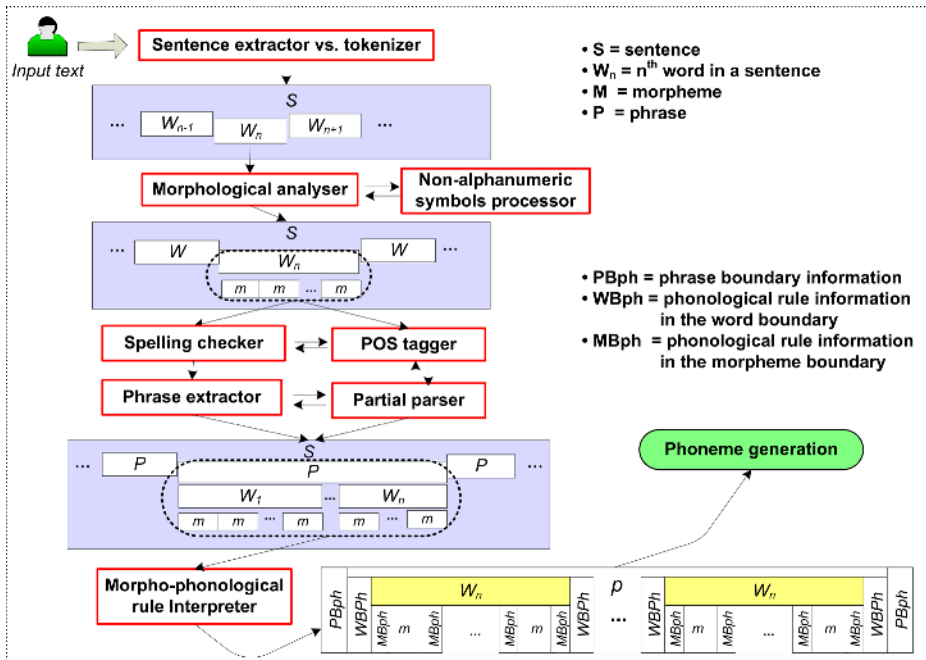 Input text
Sentence extractor vs. tokenizer
• S = sentence
• Wn = nth word in a sentence
• M = morpheme
• P = phrase
S
... Wn-1 Wn Wn+1 ...
Morphological analyser
Non-alphanumeric
symbols processor
S
... W W ...
Wn
m m ... m
• PBph = phrase boundary information
• WBph = phonological rule information
in the word boundary
• MBph = phonological rule information
in the morpheme boundary
Spelling checker
POS tagger
Phrase extractor
Partial parser
S
... P P P ...
W1 ... Wn
m m ... m m ... m
Phoneme generation
Morpho-phonological
rule Interpreter
PBph WBPh Wn WBPh p WBPh Wn WBPh PBph
MBph m MBph ... MBph m MBph ... MBph m MBph ... MBph m MBph